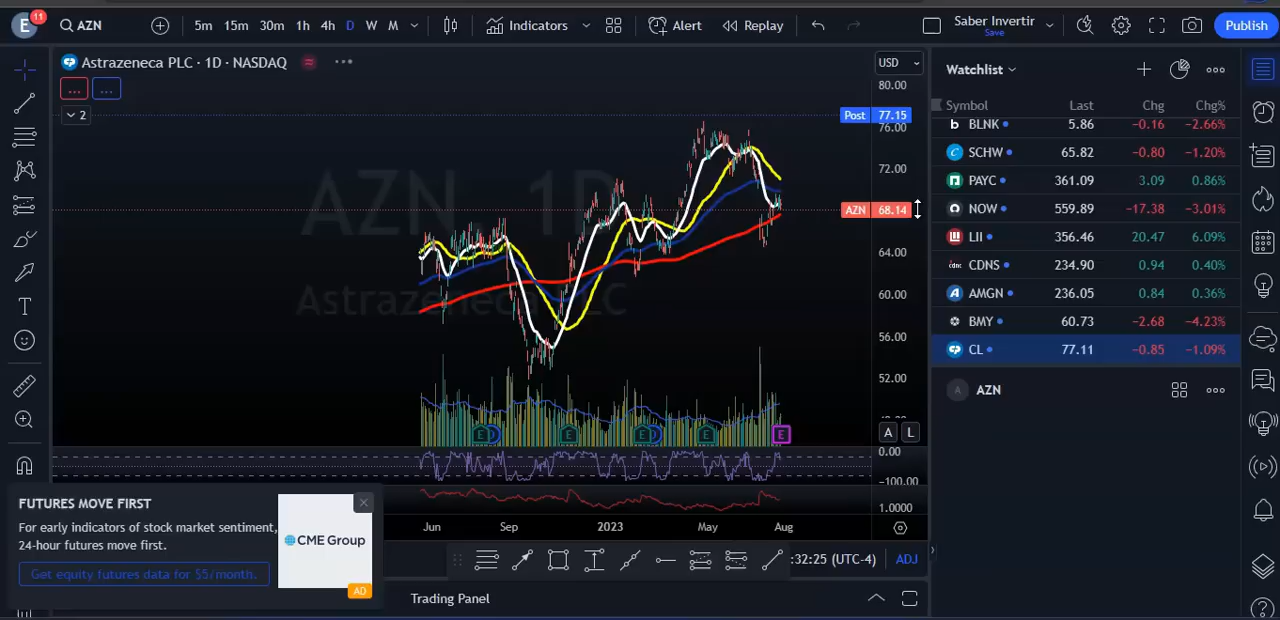 E 11 AZN 5m 15m 30m 1h 4h D W M Indicators Alert Replay Saber Invertir Save Publish
Astrazeneca PLC · 1D · NASDAQ ≈ ••• USD
... ...
2
80.00
Post 77.15
76.00
72.00
AZN 68.14
64.00
60.00
56.00
52.00
AZN, 1D
Astrazeneca PLC
E D E E D E E
A L
0.00
-100.00
1.0000
Jun Sep 2023 May Aug
:32:25 (UTC-4) ADJ
Trading Panel
FUTURES MOVE FIRST
For early indicators of stock market sentiment,
24-hour futures move first.
Get equity futures data for $5/month.
CME Group
AD
Watchlist
Symbol Last Chg Chg%
b BLNK 5.86 −0.16 −2.66%
SCHW 65.82 −0.80 −1.20%
PAYC 361.09 3.09 0.86%
NOW 559.89 −17.38 −3.01%
LII 356.46 20.47 6.09%
cdnc CDNS 234.90 0.94 0.40%
A AMGN 236.05 0.84 0.36%
BMY 60.73 −2.68 −4.23%
CL 77.11 −0.85 −1.09%
A AZN